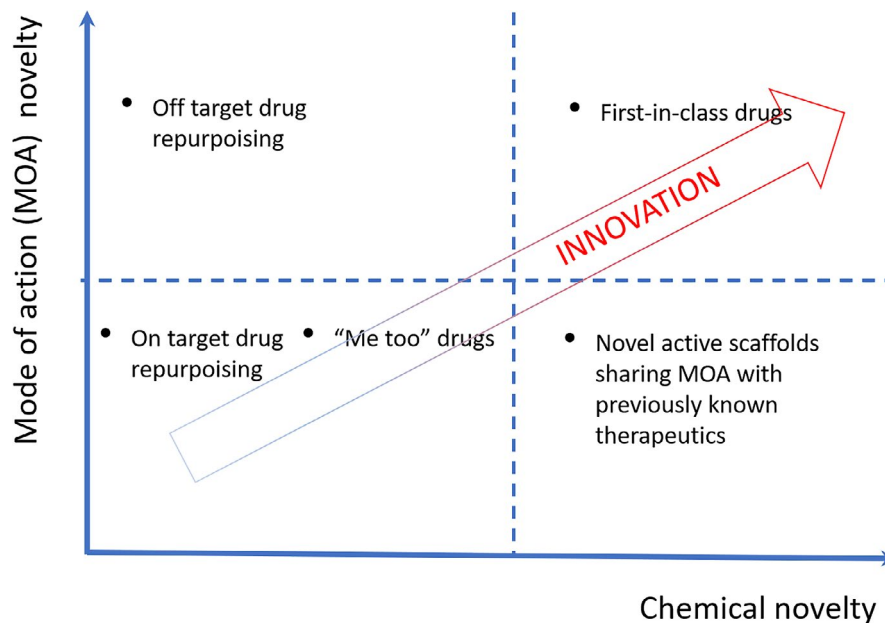 Mode of action (MOA) novelty
• Off target drug
repurpoising
• First-in-class drugs
INNOVATION
• On target drug
repurpoising
• “Me too” drugs
• Novel active scaffolds
sharing MOA with
previously known
therapeutics
Chemical novelty